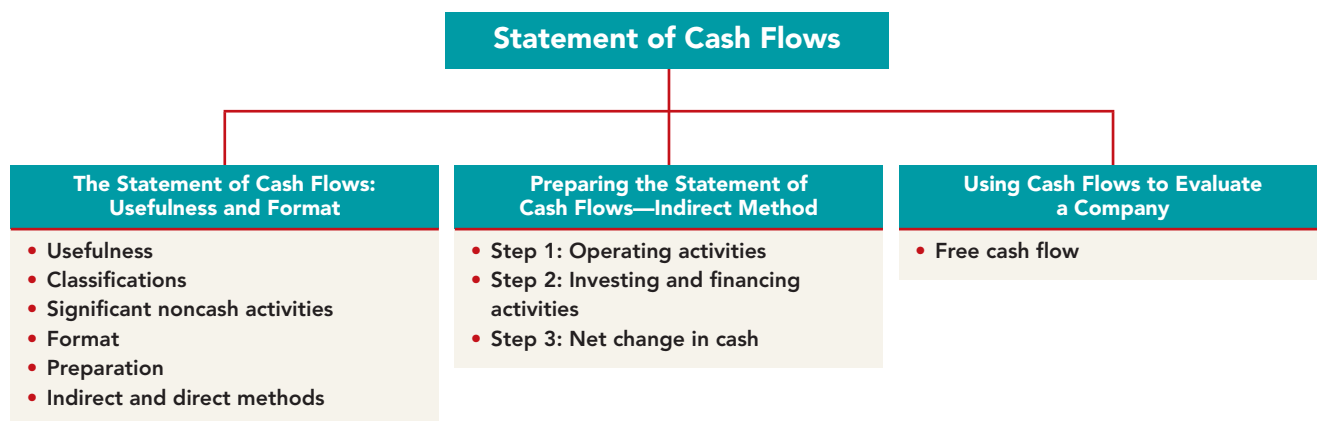 Statement of Cash Flows
The Statement of Cash Flows:
Usefulness and Format
• Usefulness
• Classifications
• Significant noncash activities
• Format
• Preparation
• Indirect and direct methods
Preparing the Statement of
Cash Flows—Indirect Method
• Step 1: Operating activities
• Step 2: Investing and financing
activities
• Step 3: Net change in cash
Using Cash Flows to Evaluate
a Company
• Free cash flow